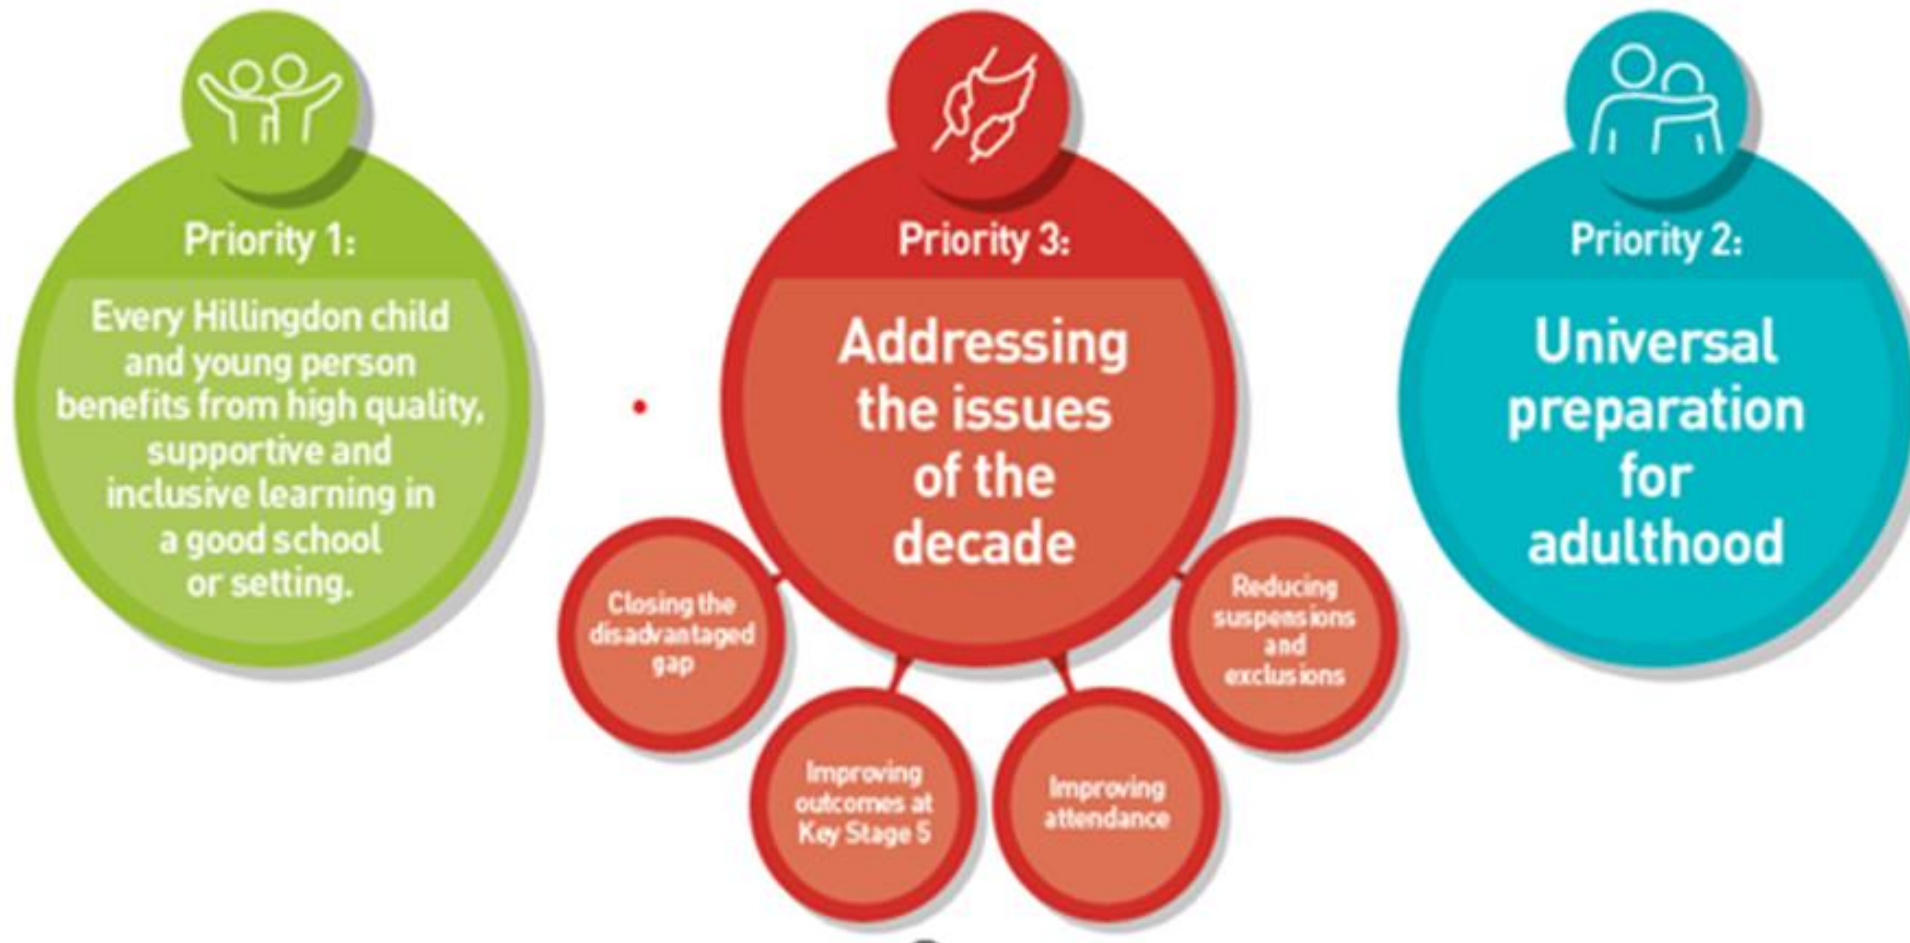 Priority 1:
Every Hillingdon child
and young person
benefits from high quality,
supportive and
inclusive learning in
a good school
or setting.
Priority 3:
Addressing
the issues
of the
decade
Closing the
disadvantaged
gap
Improving
outcomes at
Key Stage 5
Improving
attendance
Reducing
suspensions
and
exclusions
Priority 2:
Universal
preparation
for
adulthood